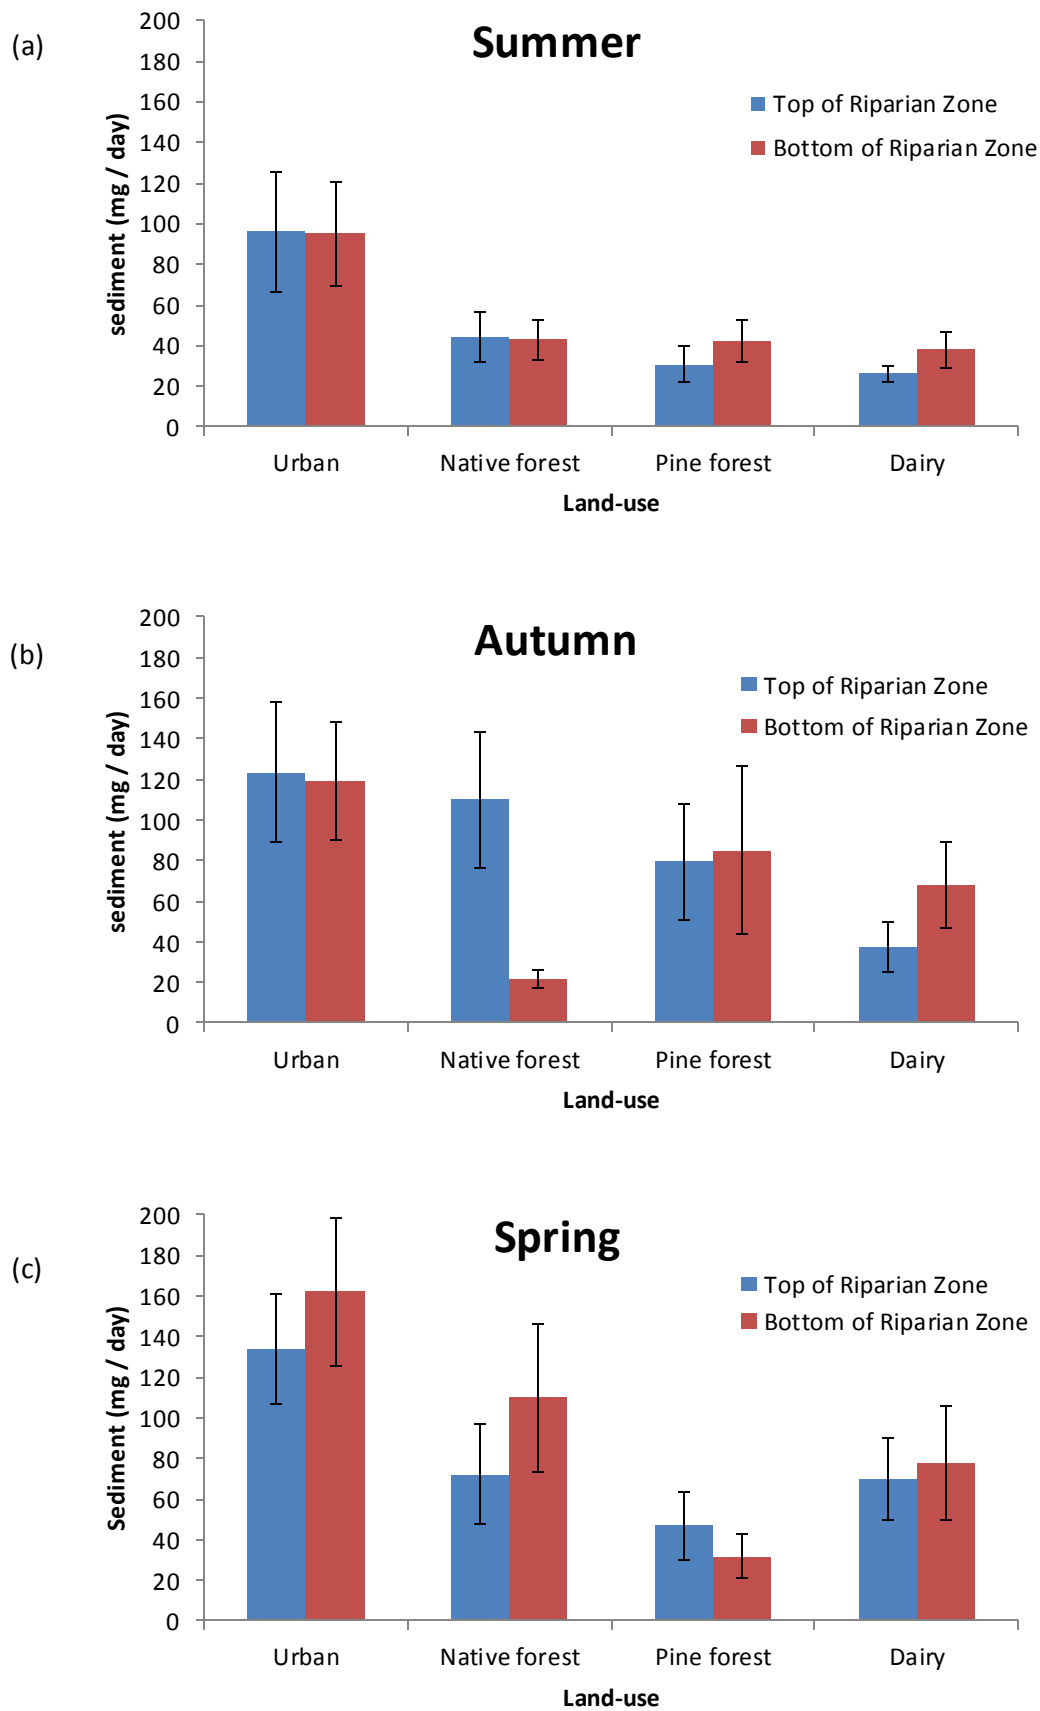 (a)
Summer
Top of Riparian Zone
Bottom of Riparian Zone
sediment (mg / day)
200
180
160
140
120
100
80
60
40
20
0
Urban
Native forest
Pine forest
Dairy
Land-use
(b)
Autumn
Top of Riparian Zone
Bottom of Riparian Zone
sediment (mg / day)
200
180
160
140
120
100
80
60
40
20
0
Urban
Native forest
Pine forest
Dairy
Land-use
(c)
Spring
Top of Riparian Zone
Bottom of Riparian Zone
Sediment (mg / day)
200
180
160
140
120
100
80
60
40
20
0
Urban
Native forest
Pine forest
Dairy
Land-use